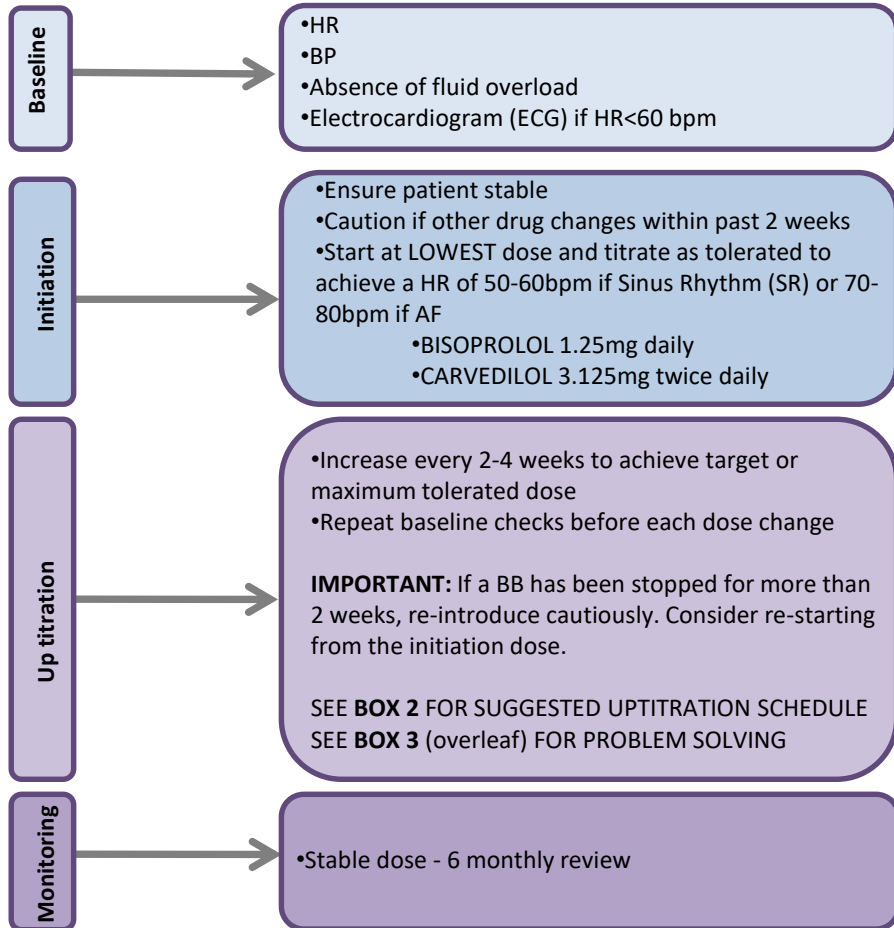 Baseline
•HR
•BP
•Absence of fluid overload
•Electrocardiogram (ECG) if HR<60 bpm
Initiation
•Ensure patient stable
•Caution if other drug changes within past 2 weeks
•Start at LOWEST dose and titrate as tolerated to
achieve a HR of 50-60bpm if Sinus Rhythm (SR) or 70-
80bpm if AF
•BISOPROLOL 1.25mg daily
•CARVEDILOL 3.125mg twice daily
Up titration
•Increase every 2-4 weeks to achieve target or
maximum tolerated dose
•Repeat baseline checks before each dose change
IMPORTANT: If a BB has been stopped for more than
2 weeks, re-introduce cautiously. Consider re-starting
from the initiation dose.
SEE BOX 2 FOR SUGGESTED UPTITRATION SCHEDULE
SEE BOX 3 (overleaf) FOR PROBLEM SOLVING
Monitoring
•Stable dose - 6 monthly review